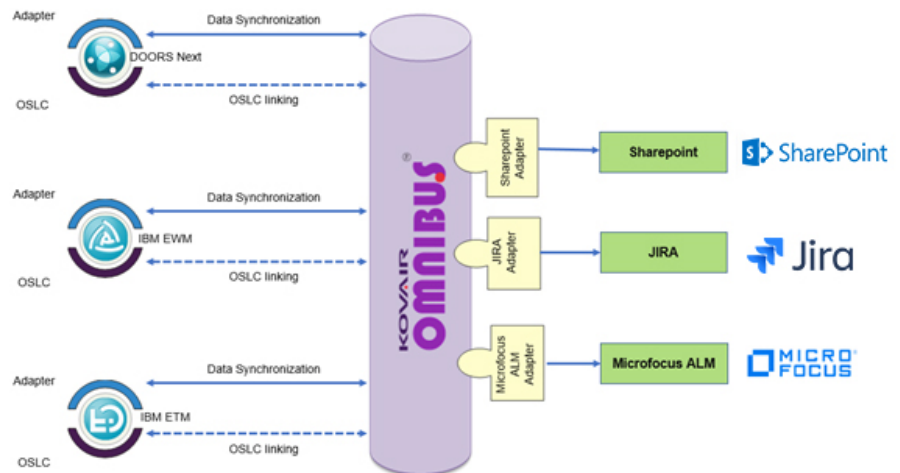 Adapter
Data Synchronization
DOORS Next
OSLC linking
OSLC
Sharepoint
Adapter
Sharepoint
S
SharePoint
Adapter
Data Synchronization
IBM EWM
OSLC linking
OSLC
KOVAIR
OMNIBUS®
JIRA
Adapter
JIRA
Jira
Adapter
Data Synchronization
IBM ETM
OSLC linking
OSLC
Microfocus
ALM
Adapter
Microfocus ALM
MICRO
FOCUS